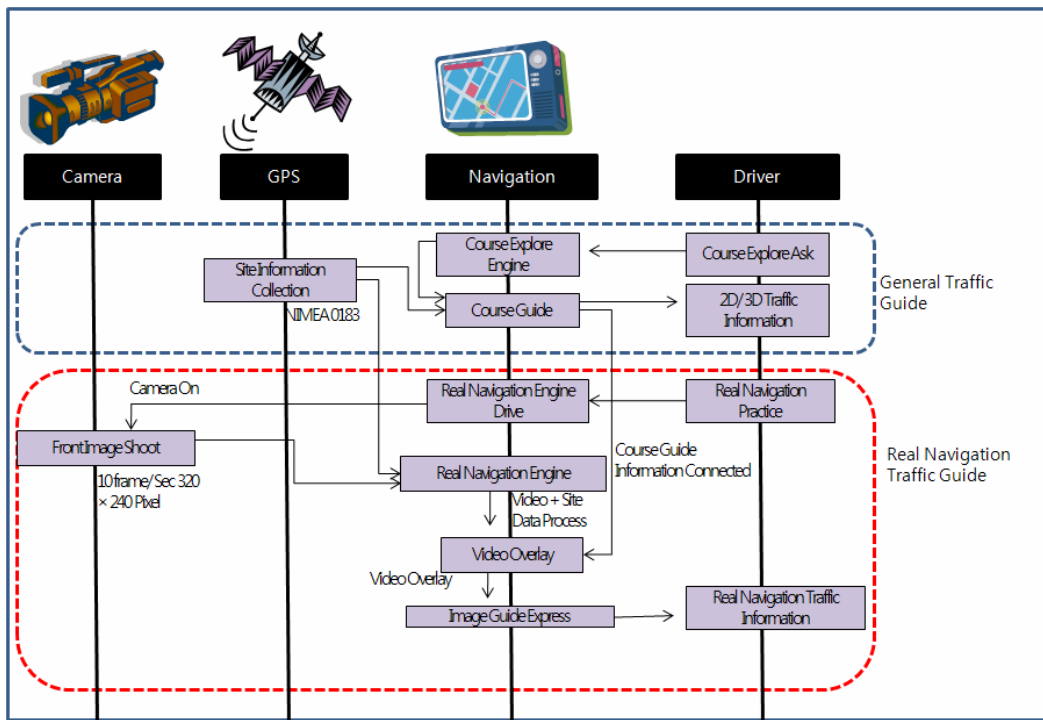 Camera
GPS
Navigation
Driver
Course Explore
Engine
Course Explore Ask
General Traffic
Guide
Site Information
Collection
NIMEA 0183
Course Guide
2D/3D Traffic
Information
Camera On
Real Navigation Engine
Drive
Real Navigation
Practice
Front Image Shoot
10 frame/Sec 320
× 240 Pixel
Course Guide
Information Connected
Real Navigation
Traffic Guide
Real Navigation Engine
Video + Site
Data Process
Video Overlay
Video Overlay
Image Guide Express
Real Navigation Traffic
Information